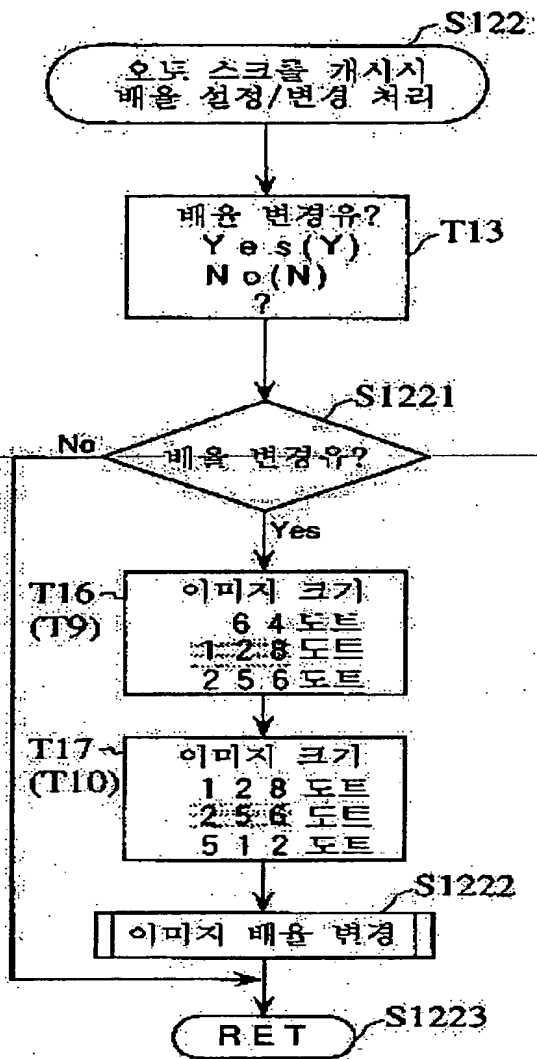 S122
오토 스크롤 개시시
배율 설정/변경 처리
배율 변경유?
Yes(Y)
No(N)
?
T13
S1221
No
배율 변경유?
Yes
T16
(T9)
이미지 크기
64 도트
128 도트
256 도트
T17
(T10)
이미지 크기
128 도트
256 도트
512 도트
S1222
이미지 배율 변경
RET
S1223